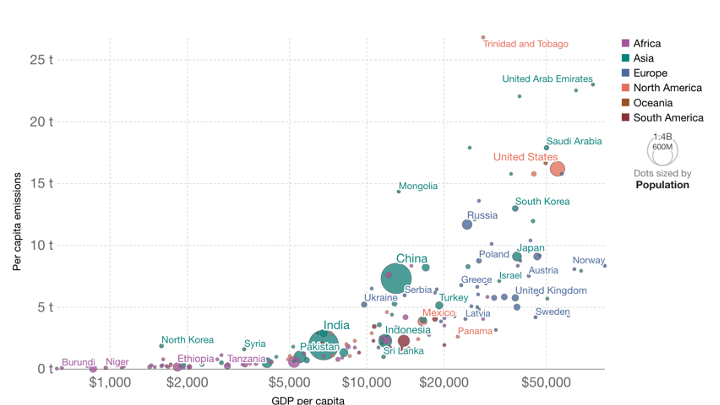 Trinidad and Tobago
Africa
25 t
Asia
United Arab Emirates
Europe
North America
Oceania
20 t
South America
Saudi Arabia
1.4B
600M
United States
Dots sized by
Population
15 t
Mongolia
South Korea
Russia
Per capita emissions
10 t
Japan
Poland
China
Norway
Austria
Israel
Greece
Serbia
United Kingdom
Ukraine
Turkey
5 t
Mexico
Latvia
Sweden
India
Indonesia
Panama
North Korea
Syria
Pakistan
Sri Lanka
Burundi
Niger
Ethiopia
Tanzania
0 t
$1,000
$2,000
$5,000
$10,000
$20,000
$50,000
GDP per capita